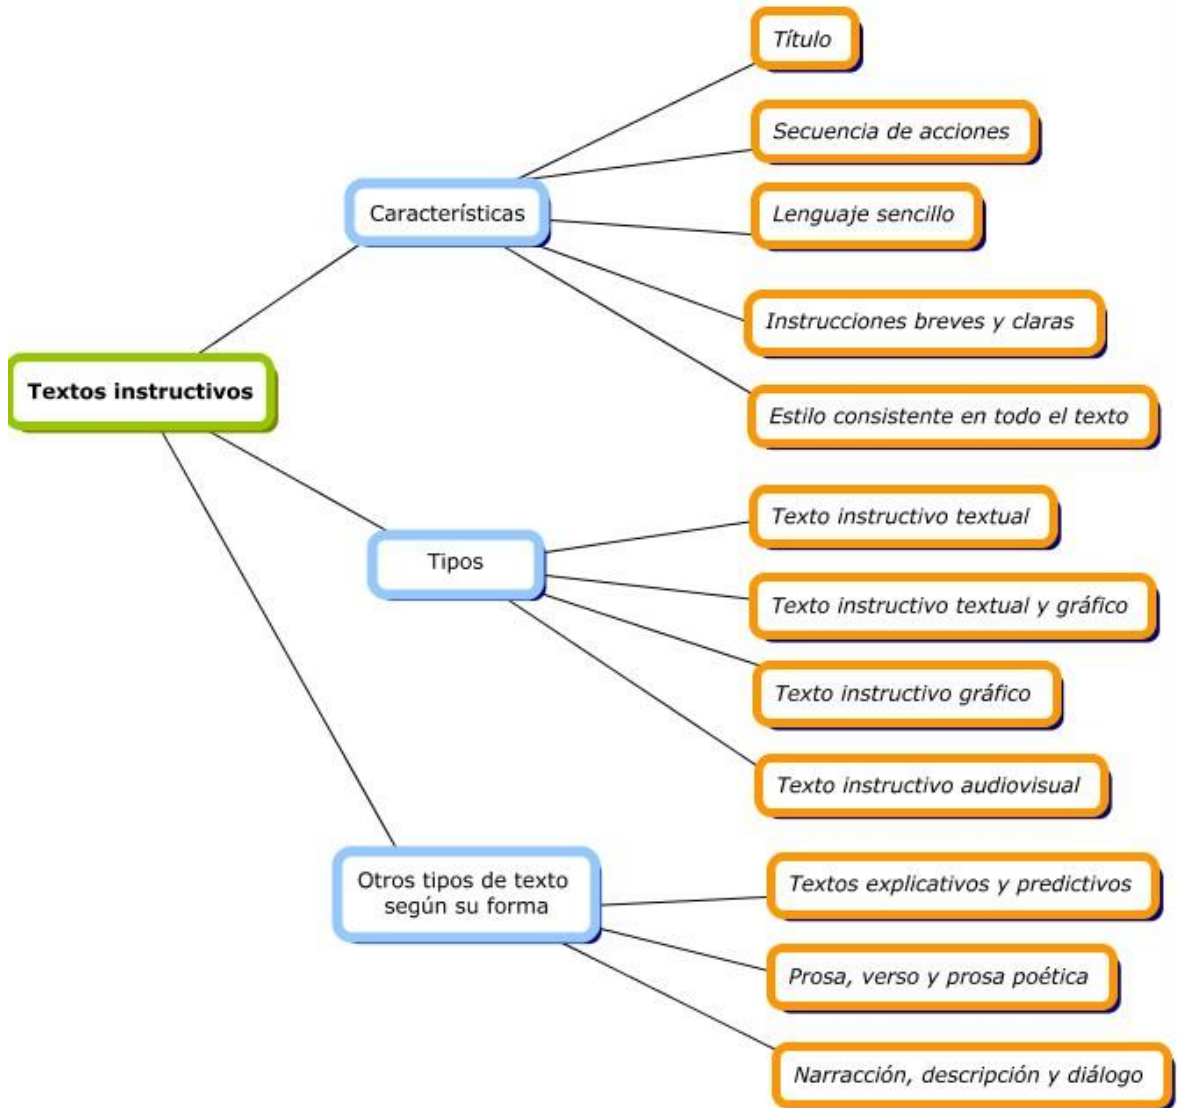 Título
Secuencia de acciones
Características
Lenguaje sencillo
Instrucciones breves y claras
Textos instructivos
Estilo consistente en todo el texto
Texto instructivo textual
Tipos
Texto instructivo textual y gráfico
Texto instructivo gráfico
Texto instructivo audiovisual
Otros tipos de texto
según su forma
Textos explicativos y predictivos
Prosa, verso y prosa poética
Narracción, descripción y diálogo